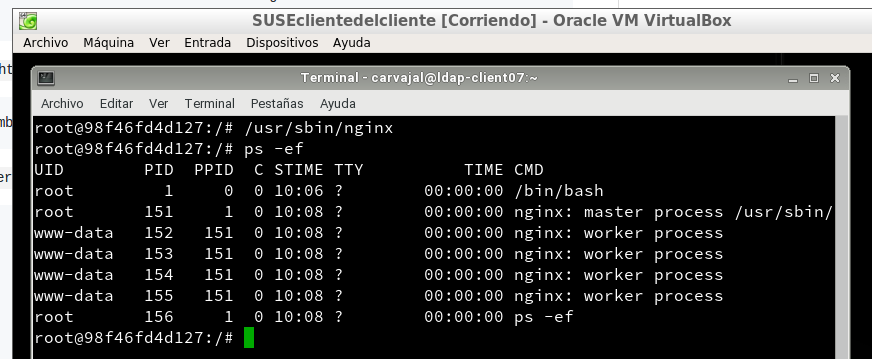 SUSEclientedelcliente [Corriendo] - Oracle VM VirtualBox
Archivo Máquina Ver Entrada Dispositivos Ayuda
Terminal - carvajal@ldap-client07:~
Archivo Editar Ver Terminal Pestañas Ayuda
root@98f46fd4d127:/# /usr/sbin/nginx
root@98f46fd4d127:/# ps -ef
UID PID PPID C STIME TTY TIME CMD
root 1 0 0 10:06 ? 00:00:00 /bin/bash
root 151 1 0 10:08 ? 00:00:00 nginx: master process /usr/sbin/
www-data 152 151 0 10:08 ? 00:00:00 nginx: worker process
www-data 153 151 0 10:08 ? 00:00:00 nginx: worker process
www-data 154 151 0 10:08 ? 00:00:00 nginx: worker process
www-data 155 151 0 10:08 ? 00:00:00 nginx: worker process
root 156 1 0 10:08 ? 00:00:00 ps -ef
root@98f46fd4d127:/#